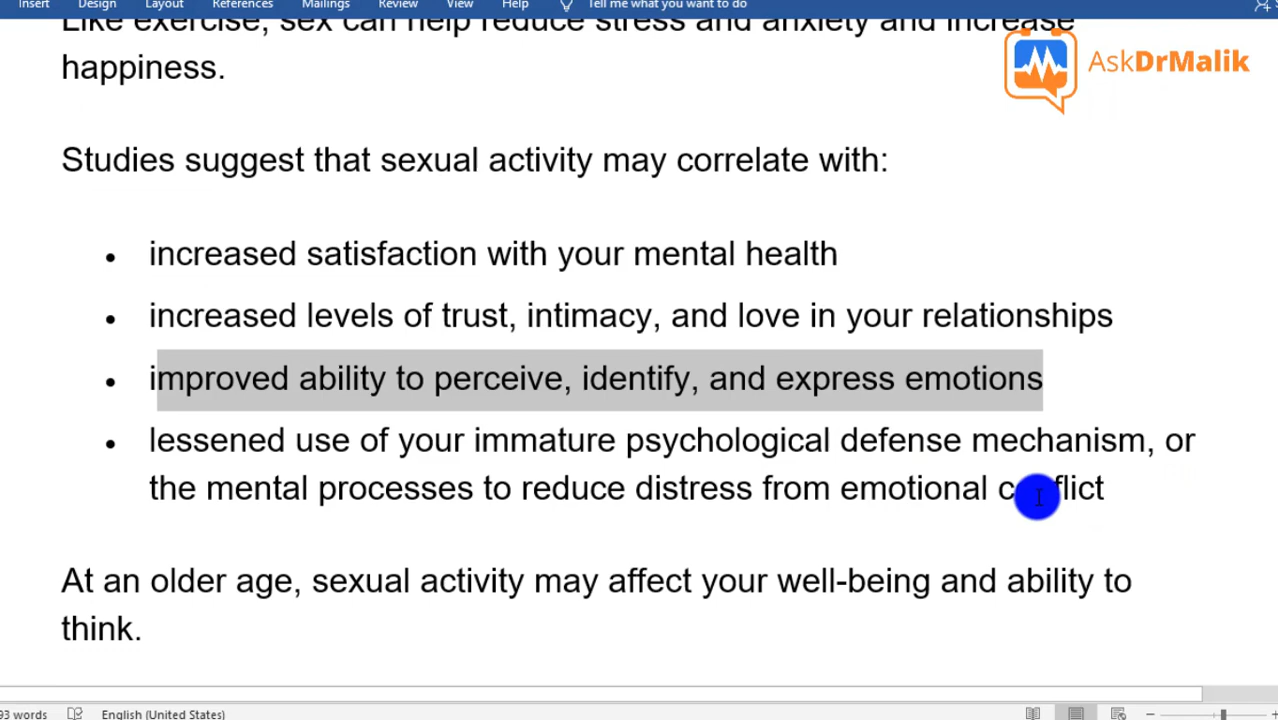 Insert Design Layout References Mailings Review View Help Tell me what you want to do
Like exercise, sex can help reduce stress and anxiety and increase
happiness.
AskDrMalik
Studies suggest that sexual activity may correlate with:
• increased satisfaction with your mental health
• increased levels of trust, intimacy, and love in your relationships
• improved ability to perceive, identify, and express emotions
• lessened use of your immature psychological defense mechanism, or
the mental processes to reduce distress from emotional conflict
At an older age, sexual activity may affect your well-being and ability to
think.
93 words English (United States)